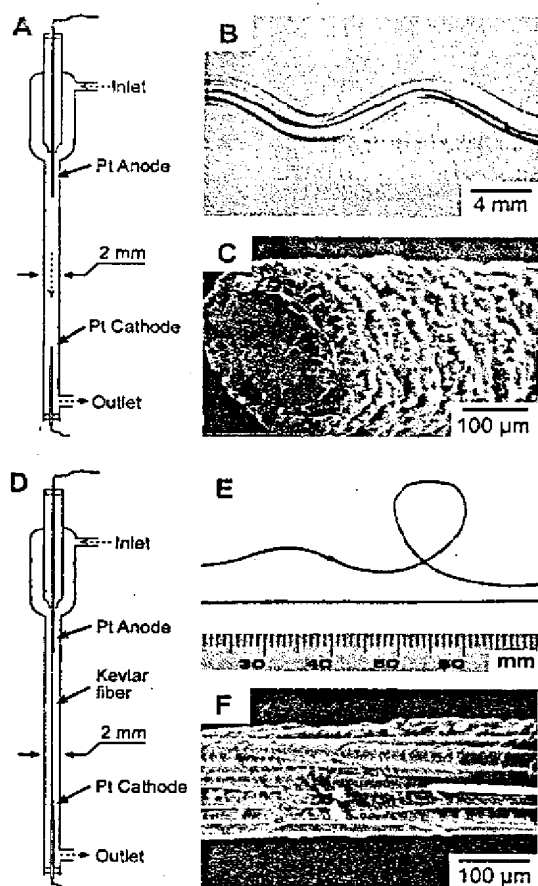 A
Inlet
Pt Anode
2 mm
Pt Cathode
Outlet
B
4 mm
C
100 µm
D
Inlet
Pt Anode
Kevlar
fiber
2 mm
Pt Cathode
Outlet
E
30 40 50 60 mm
F
100 µm